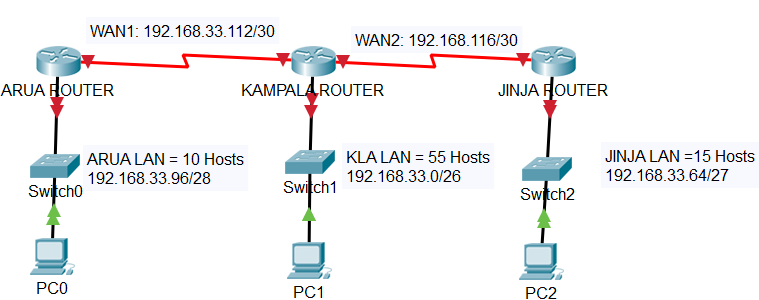 WAN1: 192.168.33.112/30
WAN2: 192.168.116/30
ARUA ROUTER
KAMPALA ROUTER
JINJA ROUTER
ARUA LAN = 10 Hosts
192.168.33.96/28
Switch0
KLA LAN = 55 Hosts
192.168.33.0/26
Switch1
JINJA LAN =15 Hosts
192.168.33.64/27
Switch2
PC0
PC1
PC2